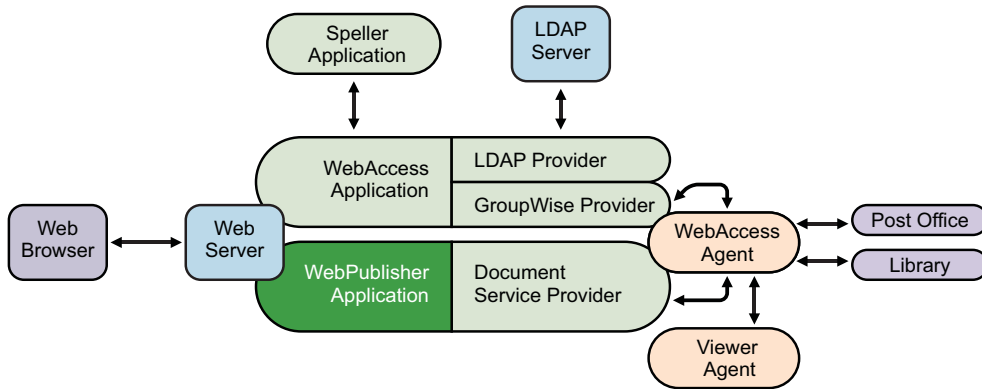 Speller
Application
LDAP
Server
WebAccess
Application
LDAP Provider
GroupWise Provider
Web
Browser
Web
Server
WebPublisher
Application
Document
Service Provider
WebAccess
Agent
Post Office
Library
Viewer
Agent